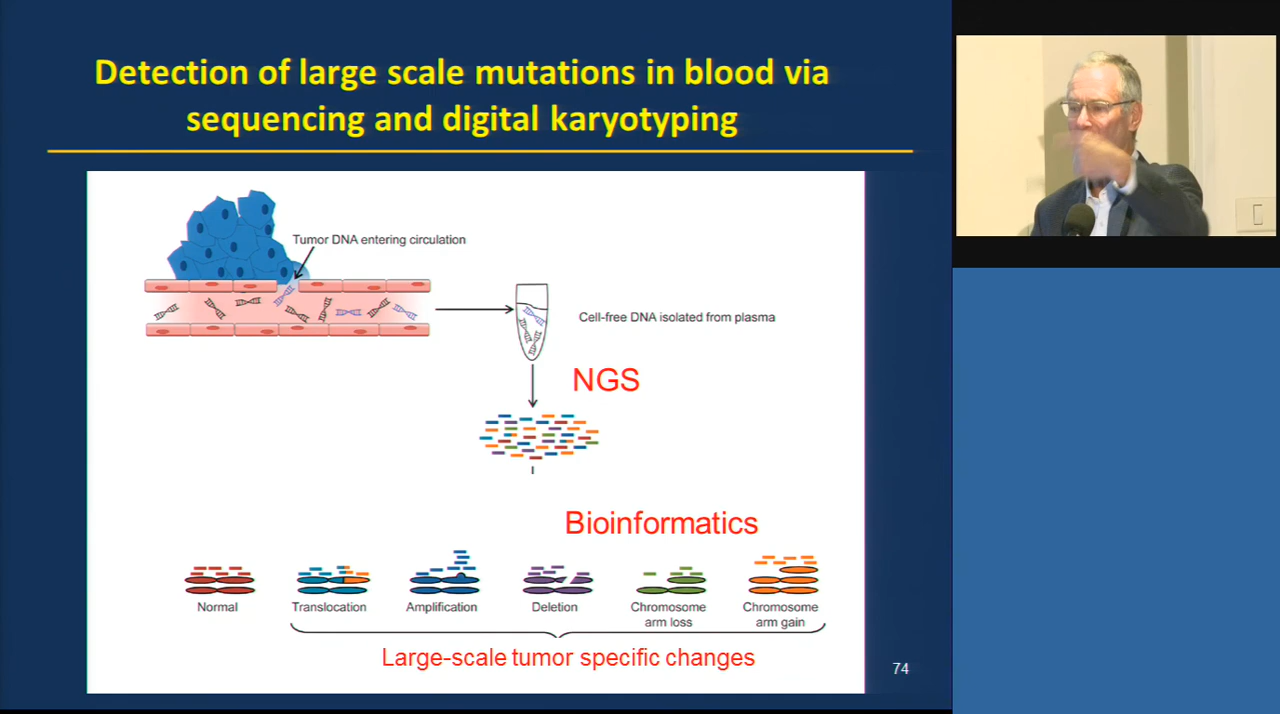 Detection of large scale mutations in blood via
sequencing and digital karyotyping
Tumor DNA entering circulation
Cell-free DNA isolated from plasma
NGS
Bioinformatics
Normal
Translocation
Amplification
Deletion
Chromosome
arm loss
Chromosome
arm gain
Large-scale tumor specific changes
74